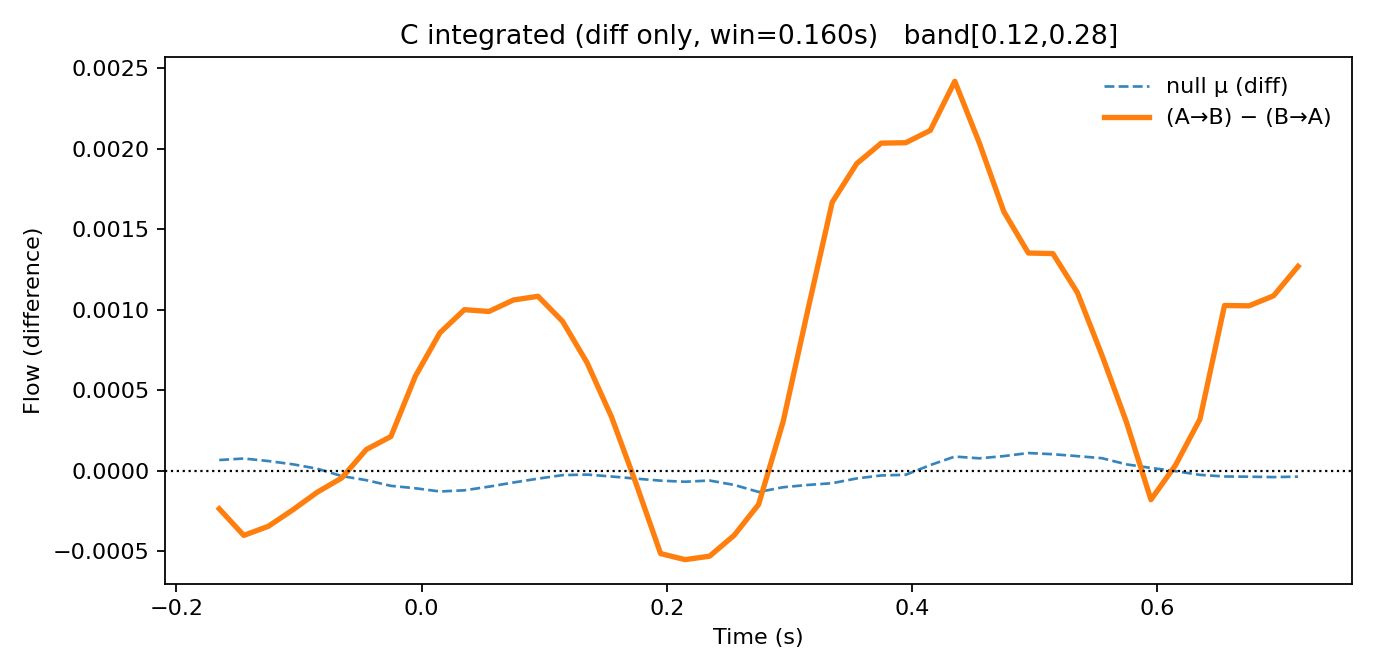 C integrated (diff only, win=0.160s)   band[0.12,0.28]
null μ (diff)
(A→B) − (B→A)
Flow (difference)
0.0025
0.0020
0.0015
0.0010
0.0005
0.0000
−0.0005
−0.2
0.0
0.2
0.4
0.6
Time (s)